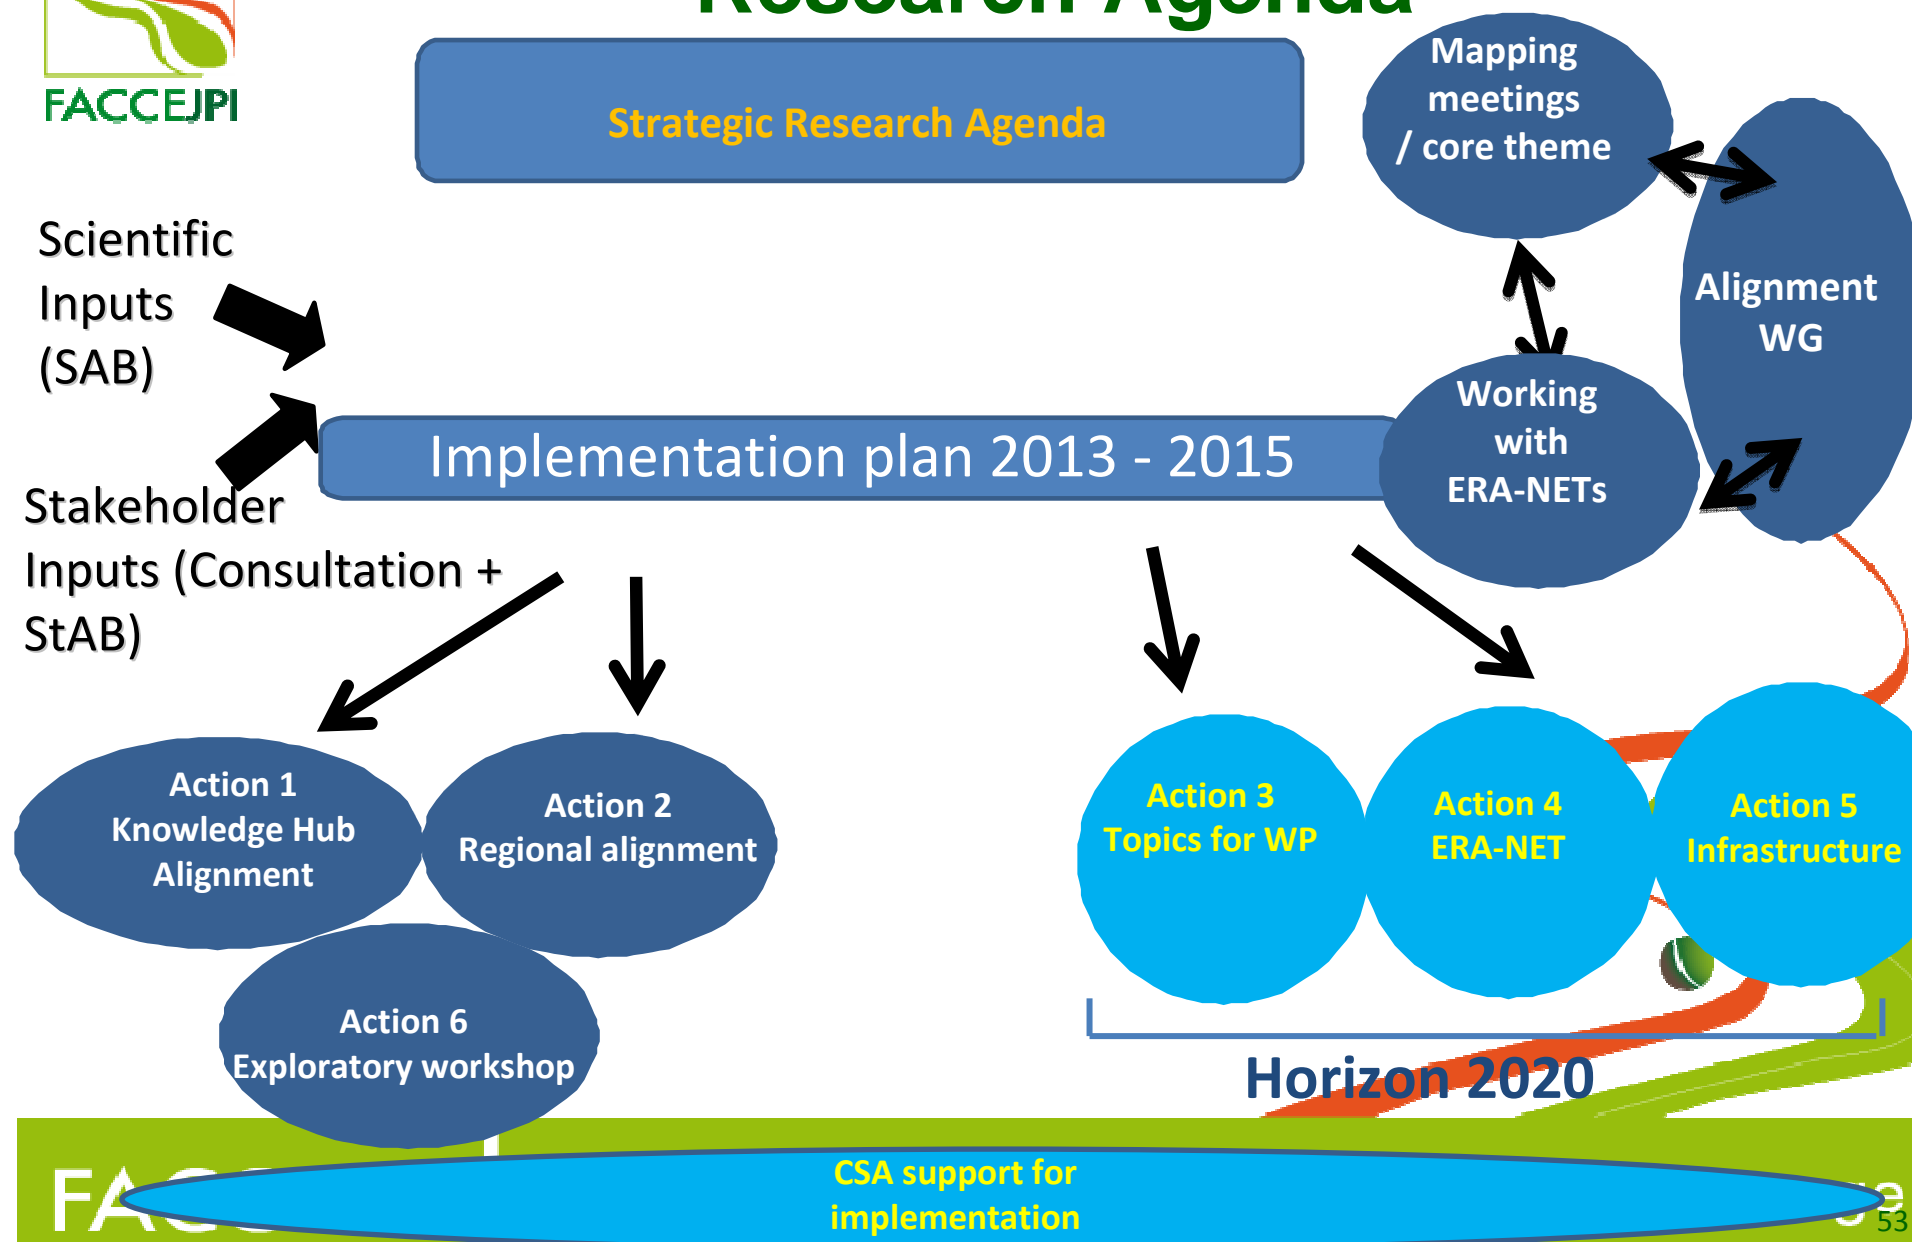 Research Agenda
FACCEJPI
Strategic Research Agenda
Mapping
meetings
/ core theme
Alignment
WG
Scientific
Inputs
(SAB)
Working
with
ERA-NETs
Implementation plan 2013 - 2015
Stakeholder
Inputs (Consultation +
StAB)
Action 1
Knowledge Hub
Alignment
Action 2
Regional alignment
Action 3
Topics for WP
Action 4
ERA-NET
Action 5
Infrastructure
Action 6
Exploratory workshop
Horizon 2020
CSA support for
implementation
53